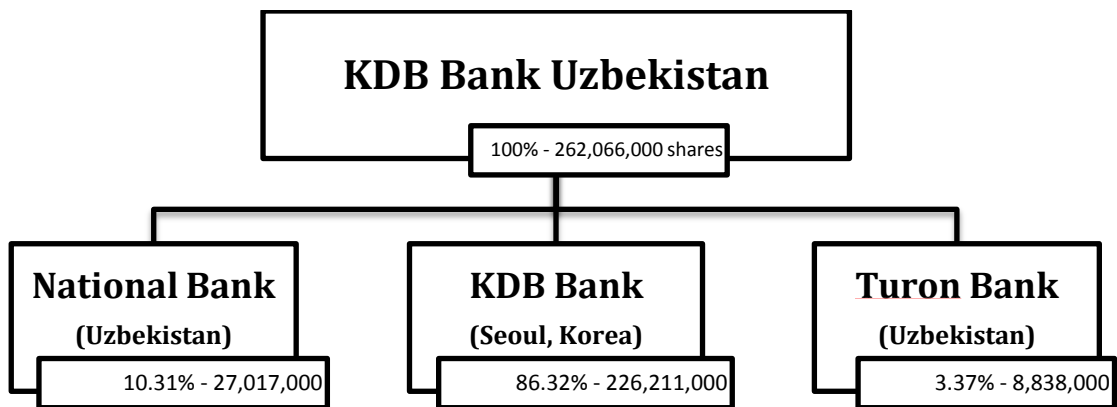 KDB Bank Uzbekistan
100% - 262,066,000 shares
National Bank
(Uzbekistan)
10.31% - 27,017,000
KDB Bank
(Seoul, Korea)
86.32% - 226,211,000
Turon Bank
(Uzbekistan)
3.37% - 8,838,000